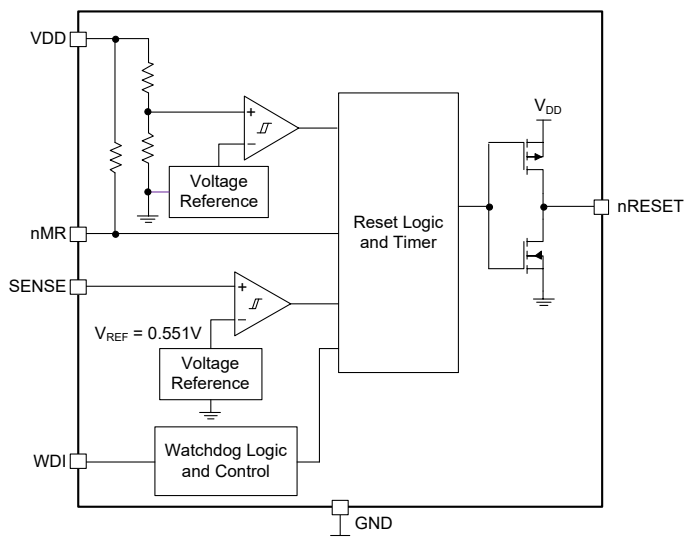 VDD
V_DD
+
−
Voltage
Reference
nRESET
Reset Logic
and Timer
nMR
SENSE
+
−
V_REF = 0.551V
Voltage
Reference
WDI
Watchdog Logic
and Control
GND